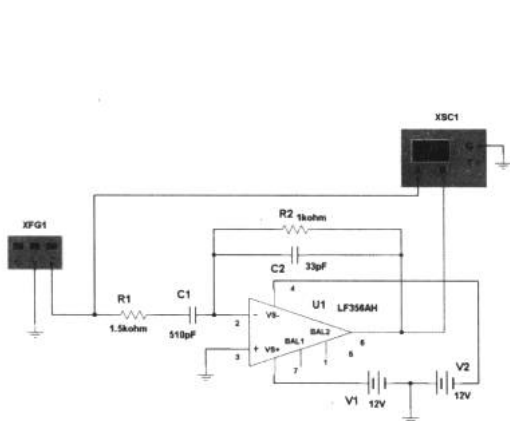 XSC1
G
T
A B
XFG1
R2 1kohm
C2 33pF
R1
1.5kohm
C1
510pF
4
U1
LF356AH
VS-
BAL2
BAL1
VS+
2
3
6
5
7
1
V1 12V
V2
12V